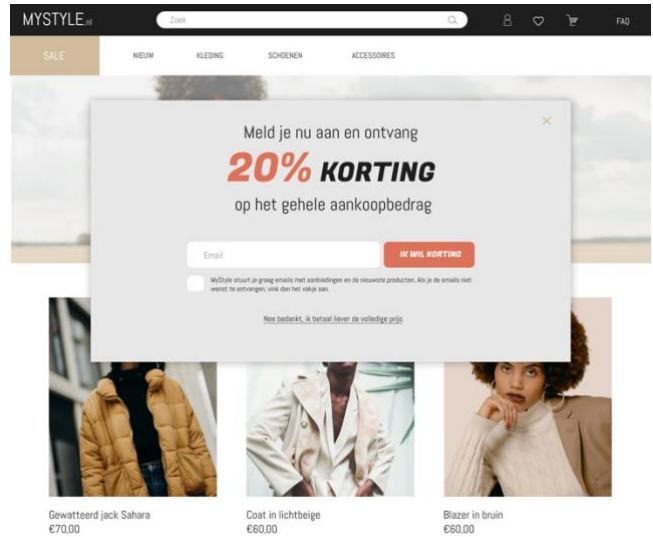 MYSTYLE.nl
Zoek
FAQ
SALE
NIEUW
KLEDING
SCHOENEN
ACCESSOIRES
Meld je nu aan en ontvang
20% KORTING
op het gehele aankoopbedrag
Email
IK WIL KORTING
MyStyle stuurt je graag emails met aanbiedingen en de nieuwste producten. Als je de emails niet
wenst te ontvangen, vink dan het vakje aan.
Nee bedankt, ik betaal liever de volledige prijs
Gewatteerd jack Sahara
€70,00
Coat in lichtbeige
€60,00
Blazer in bruin
€60,00